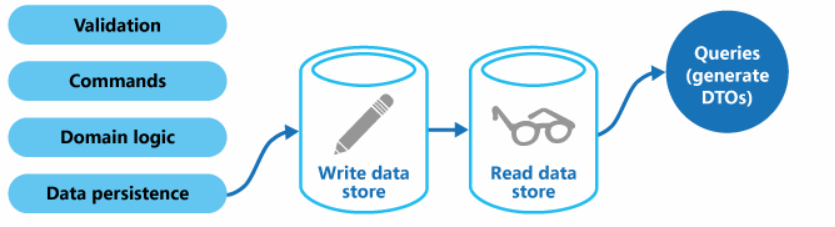 Validation
Commands
Domain logic
Data persistence
Write data
store
Read data
store
Queries
(generate
DTOs)